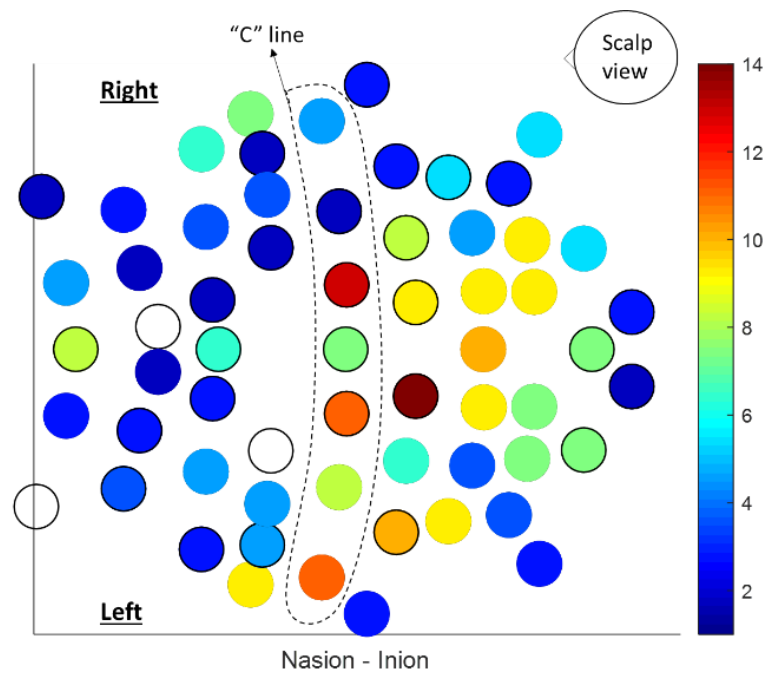 “C” line
Scalp
view
Right
14
12
10
8
6
4
2
Left
Nasion - Inion